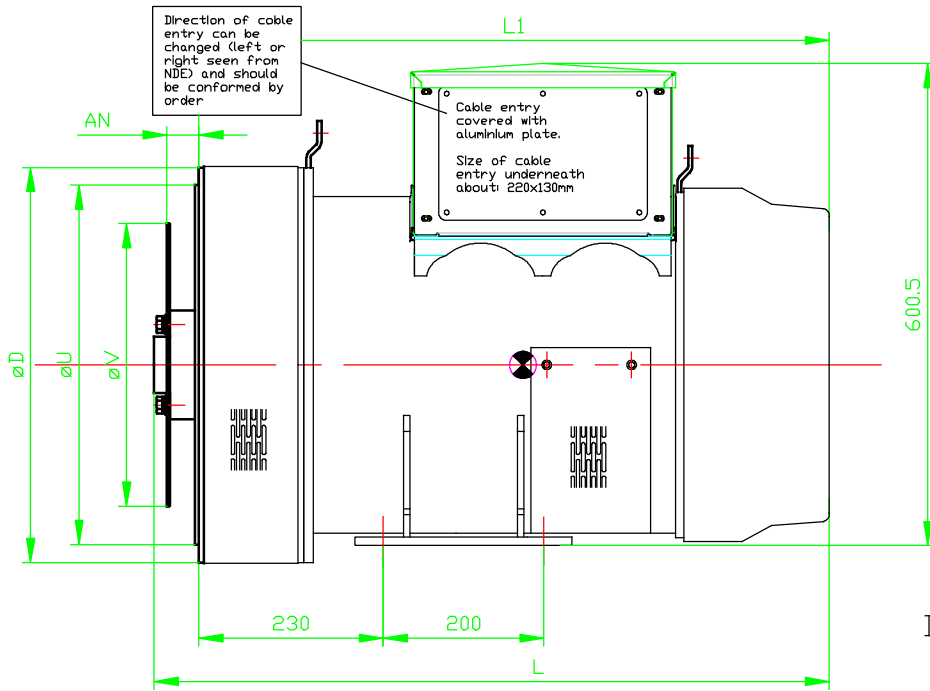 Direction of cable
entry can be
changed (left or
right seen from
NDE) and should
be conformed by
order
L1
Cable entry
covered with
aluminium plate.
Size of cable
entry underneath
about: 220x130mm
AN
600.5
øD
øU
øV
230
200
L